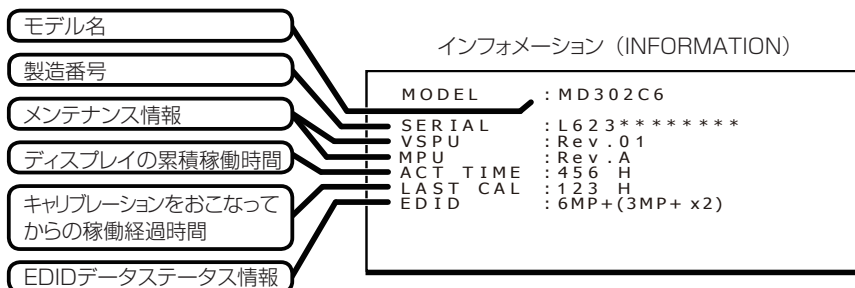 モデル名
製造番号
メンテナンス情報
ディスプレイの累積稼働時間
キャリブレーションをおこなって
からの稼働経過時間
EDIDデータステータス情報
インフォメーション（INFORMATION）
MODEL :MD302C6
SERIAL :L623********
VSPU :Rev.01
MPU :Rev.A
ACT TIME :456 H
LAST CAL :123 H
EDID :6MP+(3MP+ x2)